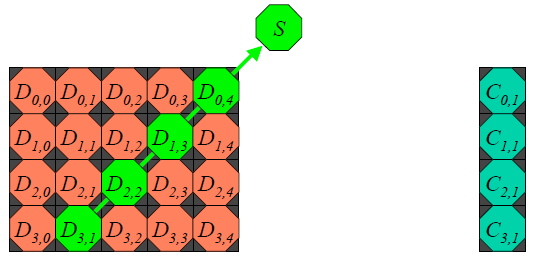 S
D0,0 D0,1 D0,2 D0,3 D0,4 C0,1
D1,0 D1,1 D1,2 D1,3 D1,4 C1,1
D2,0 D2,1 D2,2 D2,3 D2,4 C2,1
D3,0 D3,1 D3,2 D3,3 D3,4 C3,1